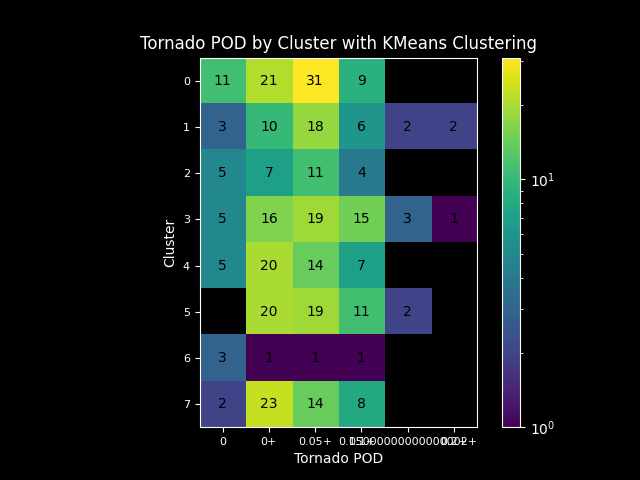 Tornado POD by Cluster with KMeans Clustering
0 11 21 31 9
1 3 10 18 6 2 2
10¹
2 5 7 11 4
3 5 16 19 15 3 1
Cluster
4 5 20 14 7
5 20 19 11 2
6 3 1 1 1
7 2 23 14 8
10⁰
0 0+ 0.05+
Tornado POD